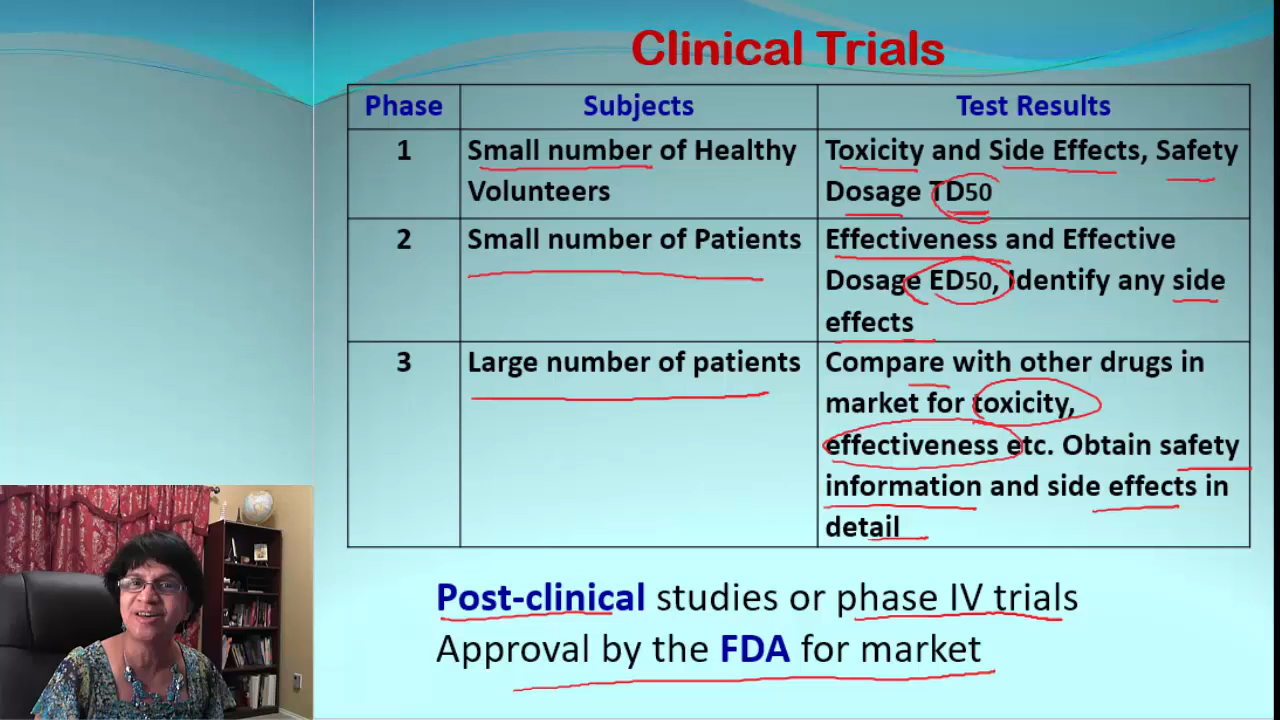 Clinical Trials
Phase Subjects Test Results
1 Small number of Healthy Toxicity and Side Effects, Safety
Volunteers Dosage TD50
2 Small number of Patients Effectiveness and Effective
Dosage ED50, Identify any side
effects
3 Large number of patients Compare with other drugs in
market for toxicity,
effectiveness etc. Obtain safety
information and side effects in
detail
Post-clinical studies or phase IV trials
Approval by the FDA for market